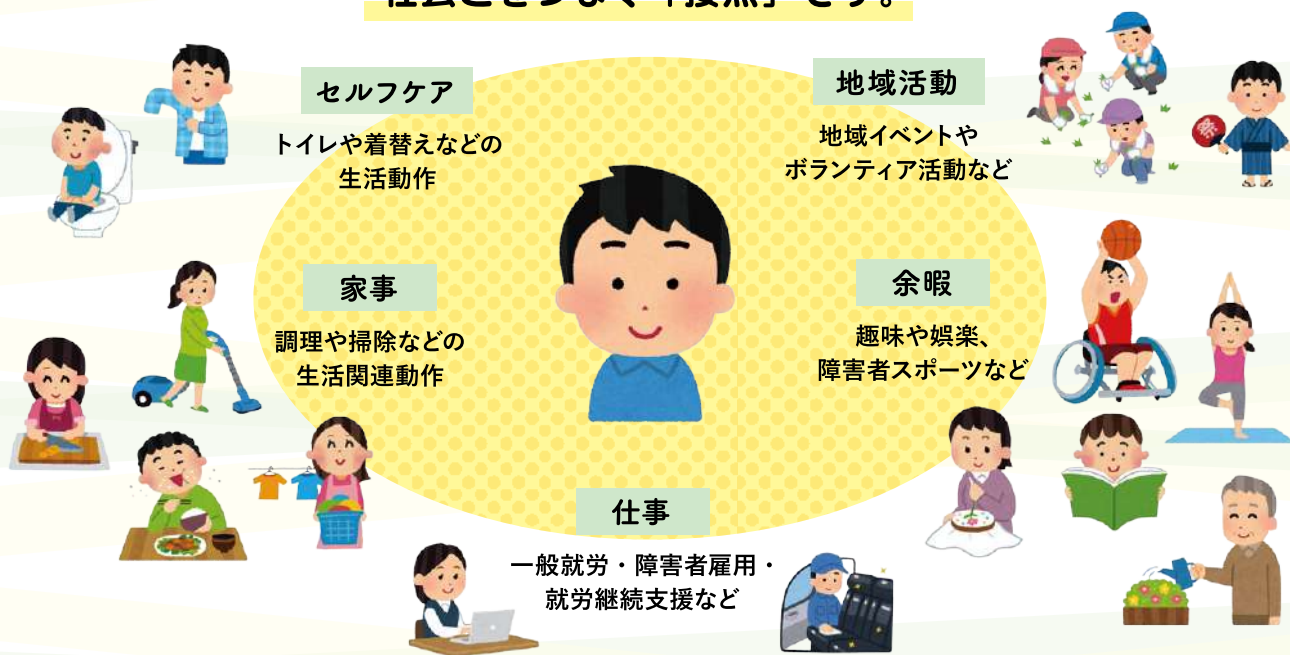 セルフケア
トイレや着替えなどの
生活動作
地域活動
地域イベントや
ボランティア活動など
祭
家事
調理や掃除などの
生活関連動作
余暇
趣味や娯楽、
障害者スポーツなど
仕事
一般就労・障害者雇用・
就労継続支援など